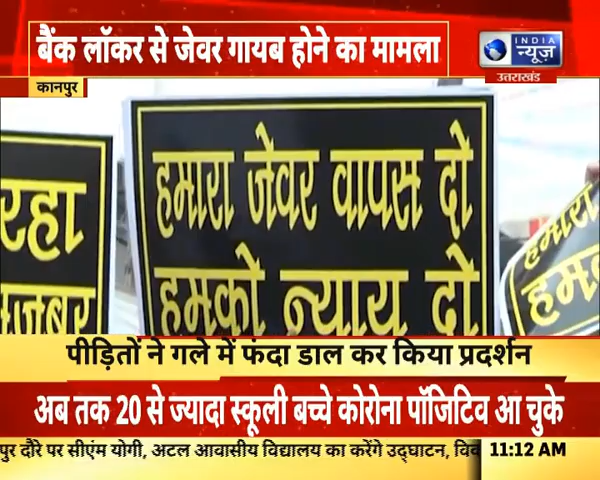 बैंक लॉकर से जेवर गायब होने का मामला
INDIA
न्यूज़
उत्तराखंड
कानपुर
रहा
हमारा जेवर वापस दो
हमको न्याय दो
हमारा
पीड़ितों ने गले में फंदा डाल कर किया प्रदर्शन
अब तक 20 से ज्यादा स्कूली बच्चे कोरोना पॉजिटिव आ चुके
पुर दौरे पर सीएम योगी, अटल आवासीय विद्यालय का करेंगे उद्घाटन,
11:12 AM